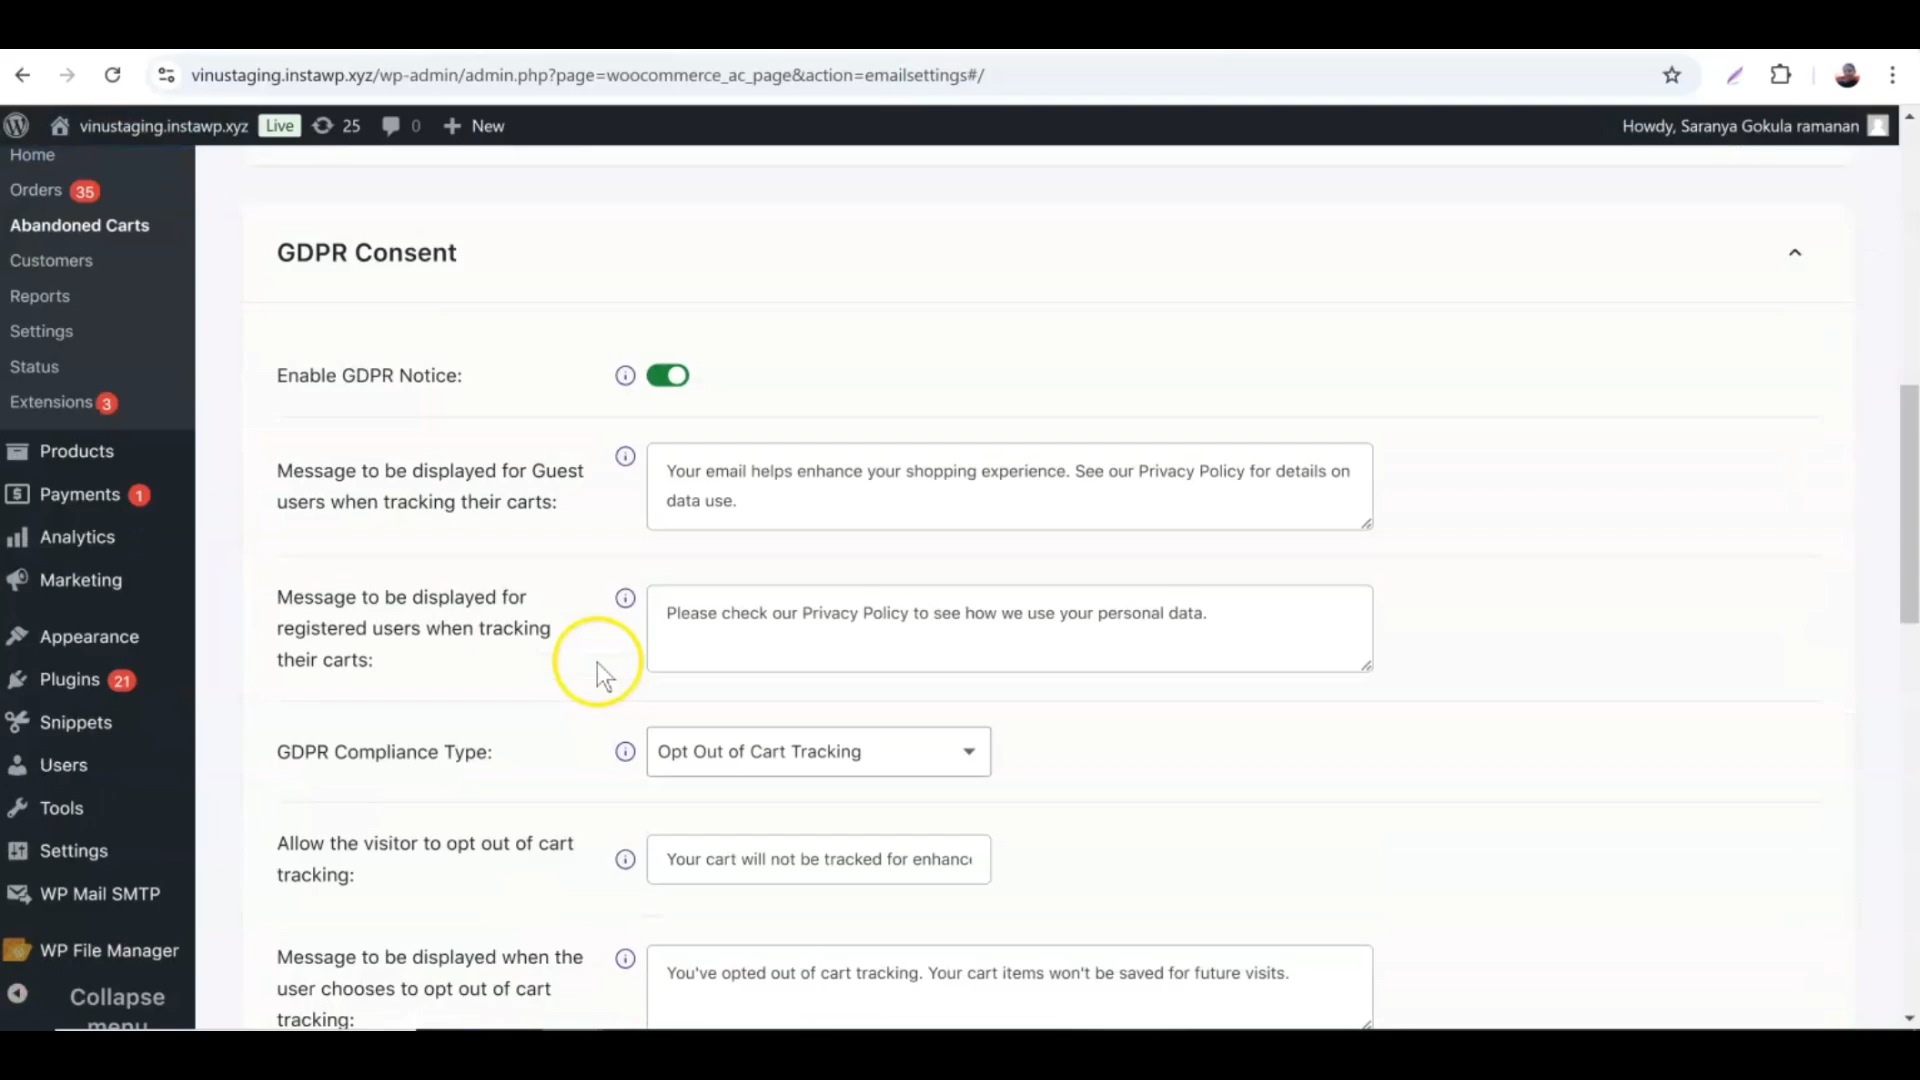 vinustaging.instawp.xyz/wp-admin/admin.php?page=woocommerce_ac_page&action=emailsettings#/
vinustaging.instawp.xyz Live 25 0 New
Howdy, Saranya Gokula ramanan
Home
Orders 35
Abandoned Carts
Customers
Reports
Settings
Status
Extensions 3
Products
Payments 1
Analytics
Marketing
Appearance
Plugins 21
Snippets
Users
Tools
Settings
WP Mail SMTP
WP File Manager
Collapse
menu
GDPR Consent
Enable GDPR Notice:
Message to be displayed for Guest
users when tracking their carts:
Your email helps enhance your shopping experience. See our Privacy Policy for details on
data use.
Message to be displayed for
registered users when tracking
their carts:
Please check our Privacy Policy to see how we use your personal data.
GDPR Compliance Type:
Opt Out of Cart Tracking
Allow the visitor to opt out of cart
tracking:
Your cart will not be tracked for enhanc
Message to be displayed when the
user chooses to opt out of cart
tracking:
You've opted out of cart tracking. Your cart items won't be saved for future visits.